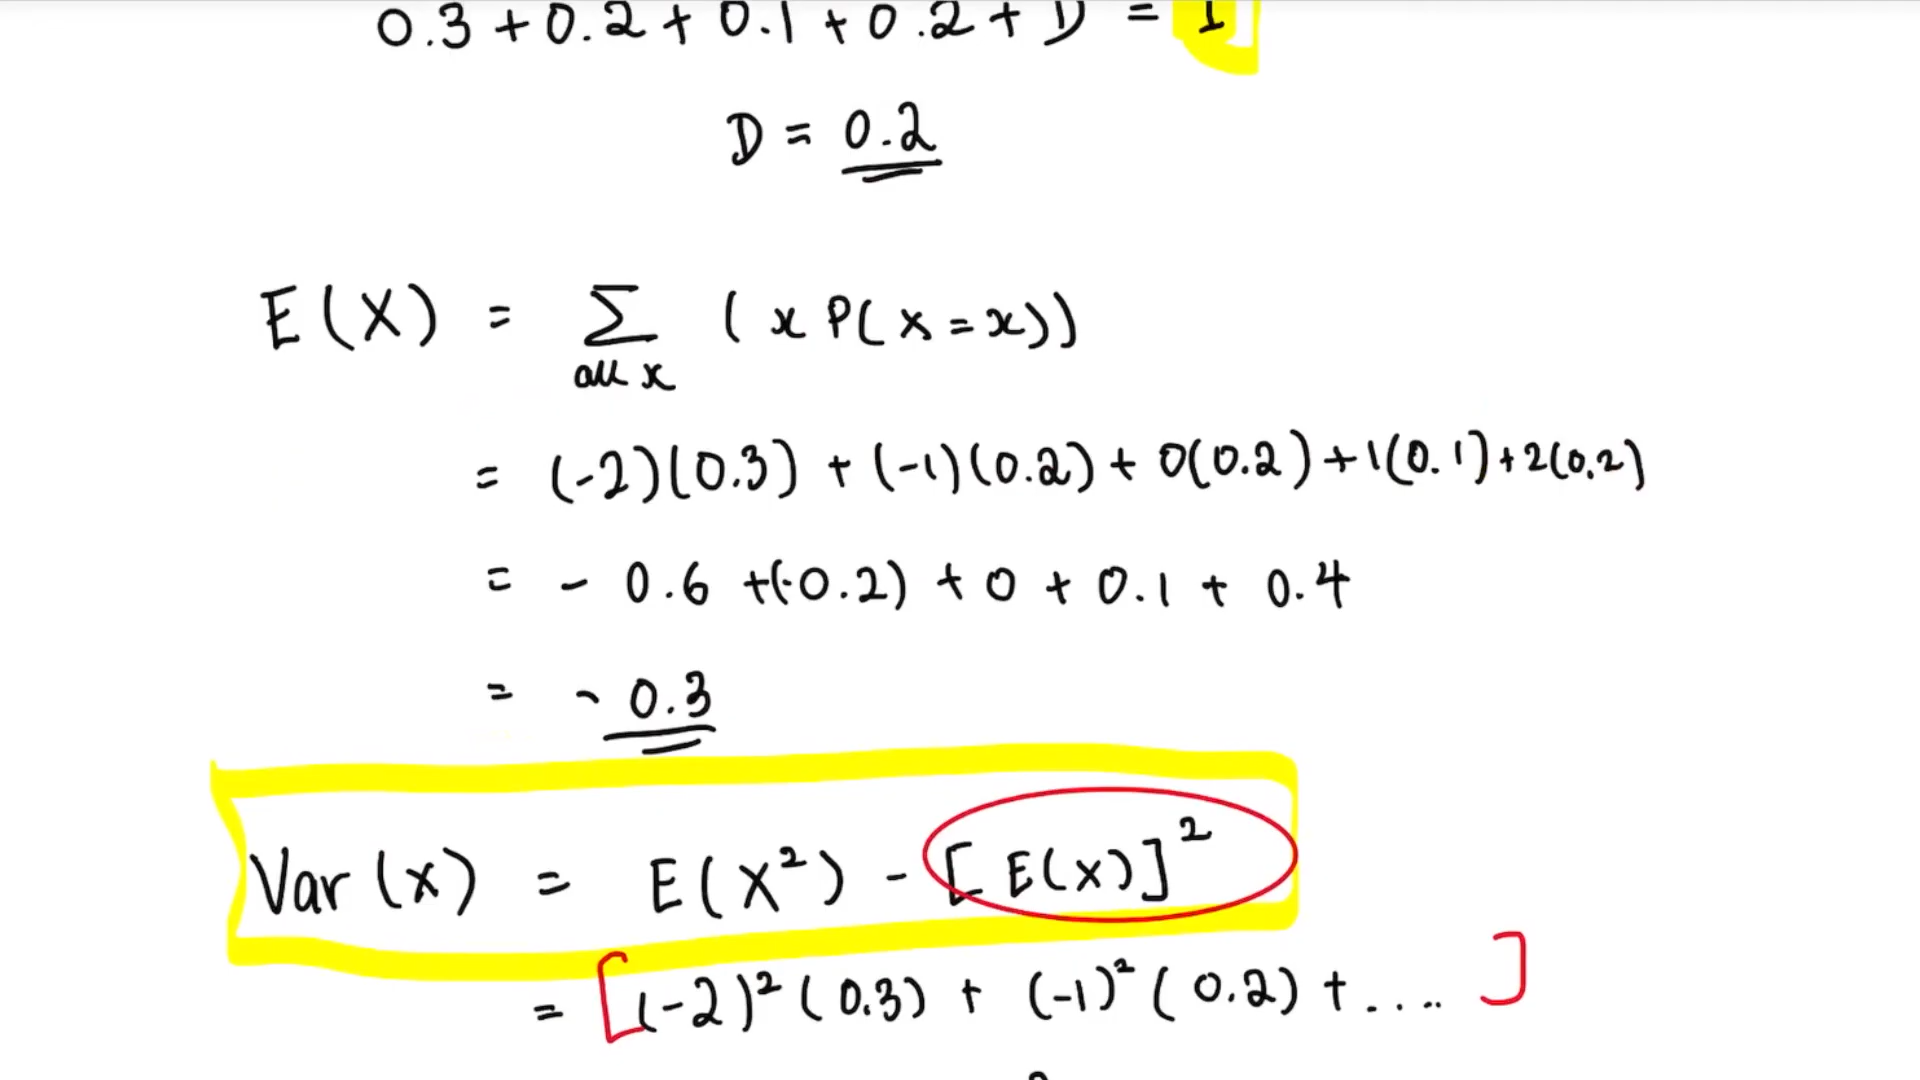 0.3 + 0.2 + 0.1 + 0.2 + D = 1
D = 0.2
E(X) = Σ (x P(X=x))
all x
= (-2)(0.3) + (-1)(0.2) + 0(0.2) + 1(0.1) + 2(0.2)
= - 0.6 +(-0.2) + 0 + 0.1 + 0.4
= - 0.3
Var(X) = E(X²) - [E(X)]²
= [(-2)²(0.3) + (-1)²(0.2) + .... ]